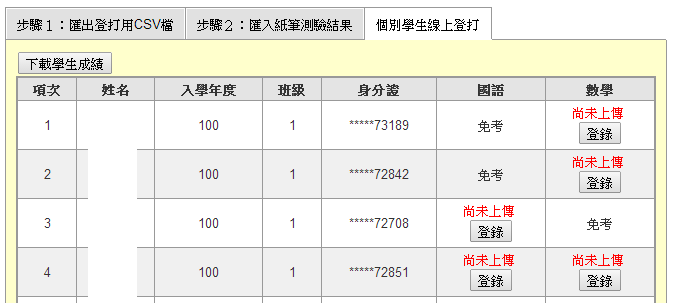 步驟1：匯出登打用CSV檔 步驟2：匯入紙筆測驗結果 個別學生線上登打
下載學生成績
項次 姓名 入學年度 班級 身分證 國語 數學
1 100 1 *****73189 免考 尚未上傳
登錄
2 100 1 *****72842 免考 尚未上傳
登錄
3 100 1 *****72708 尚未上傳 免考
登錄
4 100 1 *****72851 尚未上傳 尚未上傳
登錄 登錄